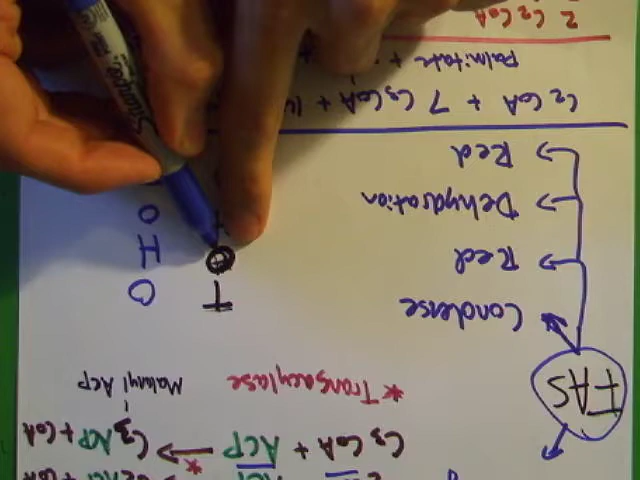 C3 CoA + ACP → C3 ACP + CoA
* Transacylase Malonyl ACP
FAS
Condense
T O
Red O
H
Dehydration O
Red
C2 CoA + 7 C3 CoA + 14
Palmitate +
2 C2 CoA